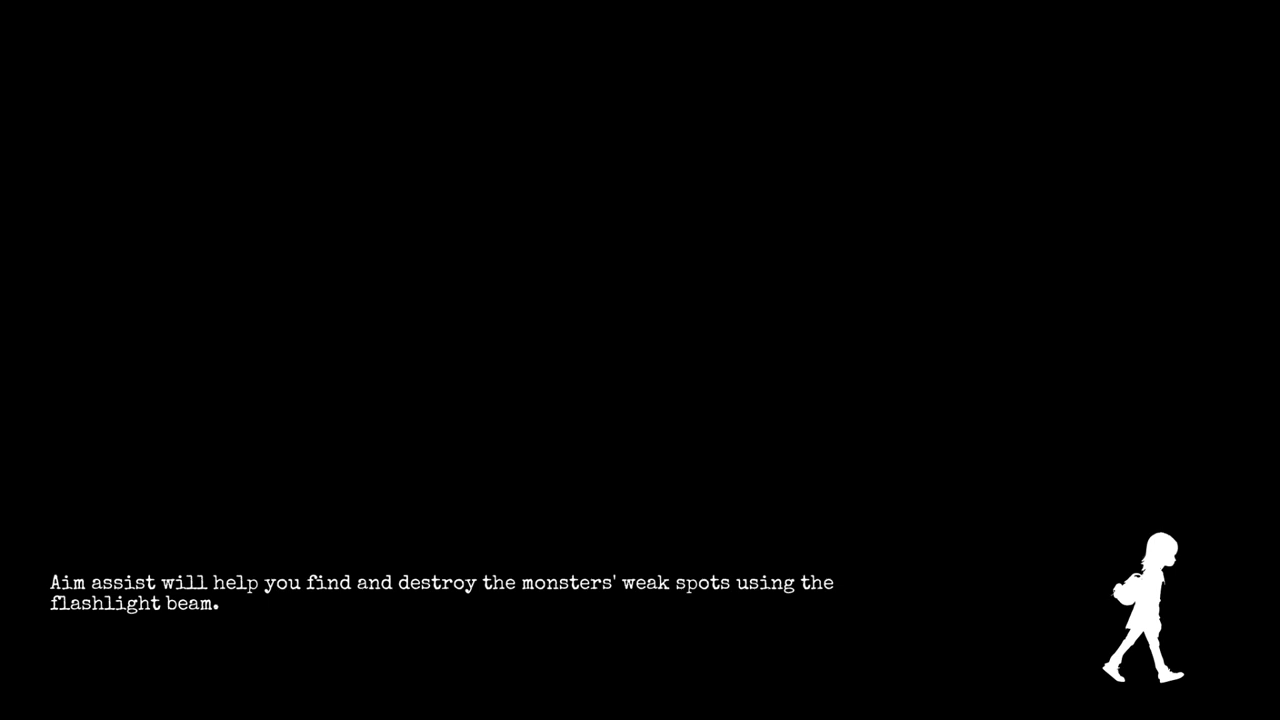 Aim assist will help you find and destroy the monsters' weak spots using the
flashlight beam.